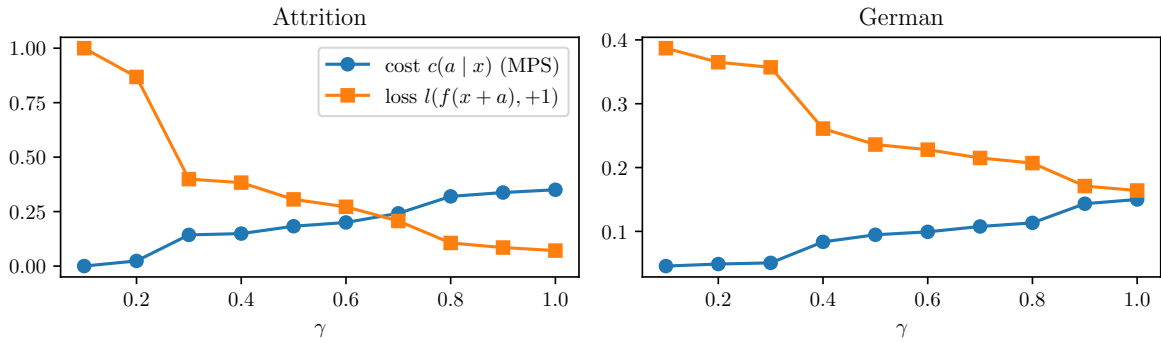 Attrition
1.00
0.75
0.50
0.25
0.00
cost c(a | x) (MPS)
loss l(f(x + a), +1)
0.2 0.4 0.6 0.8 1.0
γ
German
0.4
0.3
0.2
0.1
0.2 0.4 0.6 0.8 1.0
γ